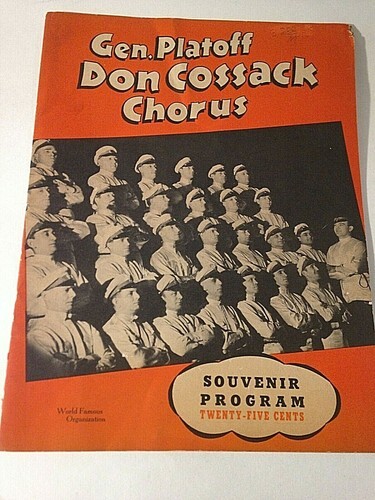 Gen. Platoff
Don Cossack
Chorus
SOUVENIR
PROGRAM
TWENTY-FIVE CENTS
World Famous
Organization